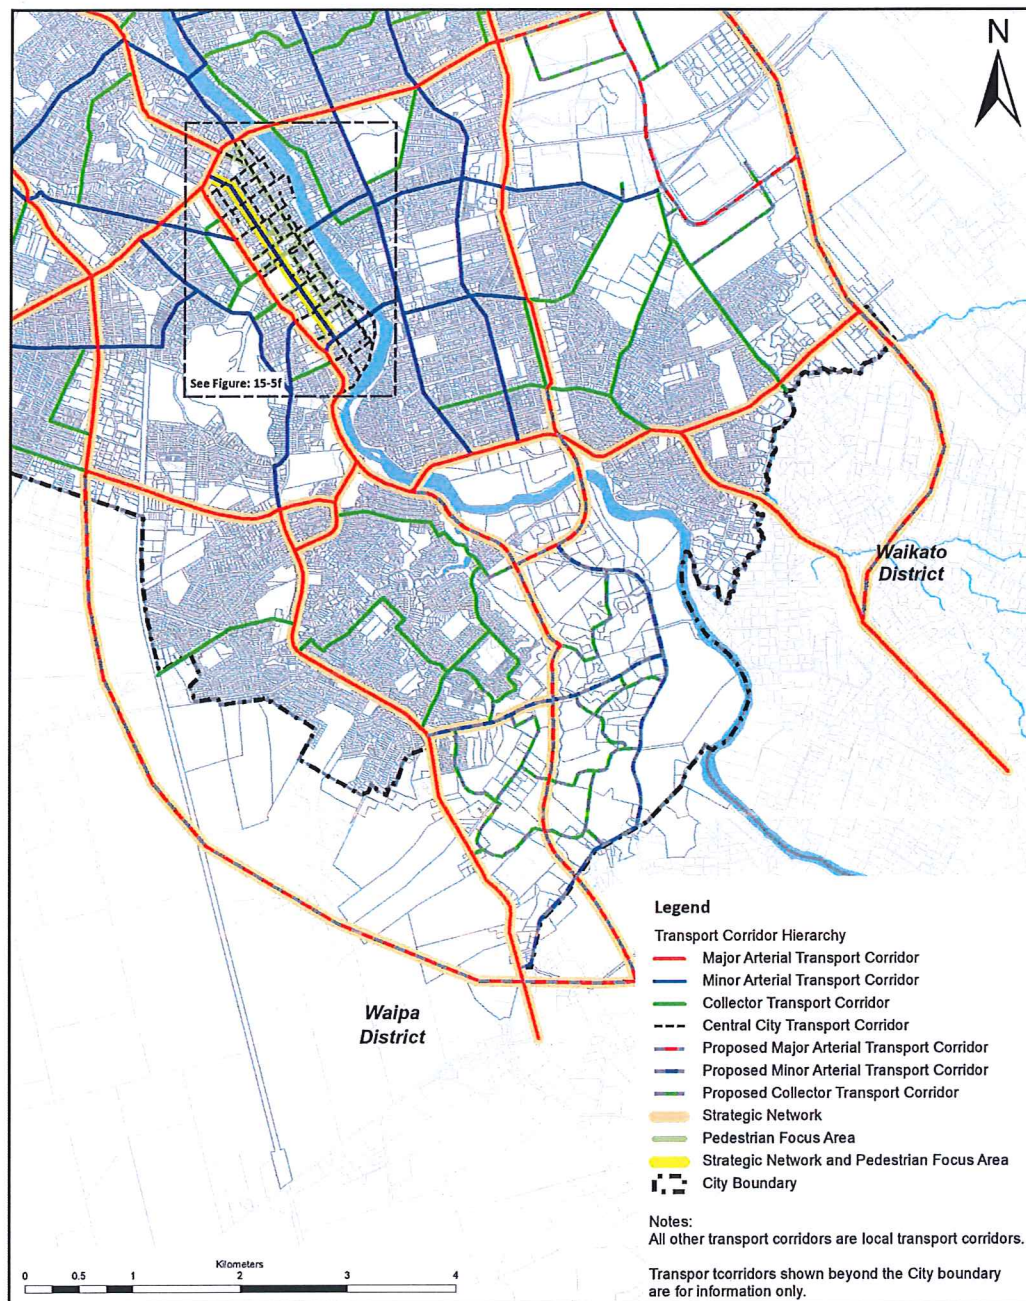 N
See Figure: 15-5f
Waikato
District
Waipa
District
Legend
Transport Corridor Hierarchy
Major Arterial Transport Corridor
Minor Arterial Transport Corridor
Collector Transport Corridor
Central City Transport Corridor
Proposed Major Arterial Transport Corridor
Proposed Minor Arterial Transport Corridor
Proposed Collector Transport Corridor
Strategic Network
Pedestrian Focus Area
Strategic Network and Pedestrian Focus Area
City Boundary
Notes:
All other transport corridors are local transport corridors.
Transpor tcorridors shown beyond the City boundary
are for information only.
Kilometers
0 0.5 1 2 3 4